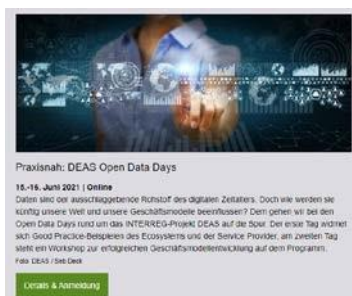 Praxisnah: DEAS Open Data Days
15.-16. Juni 2021 | Online
Daten sind der ausschlaggebende Rohstoff des digitalen Zeitalters. Doch wie werden sie
künftig unsere Welt und unsere Geschäftsmodelle beeinflussen? Dem gehen wir bei den
Open Data Days rund um das INTERREG-Projekt DEAS auf die Spur. Der erste Tag widmet
sich Good Practice-Beispielen des Ecosystems und der Service Provider, am zweiten Tag
steht ein Workshop zur erfolgreichen Geschäftsmodellentwicklung auf dem Programm.
Foto: DEAS /
Details & Anmeldung